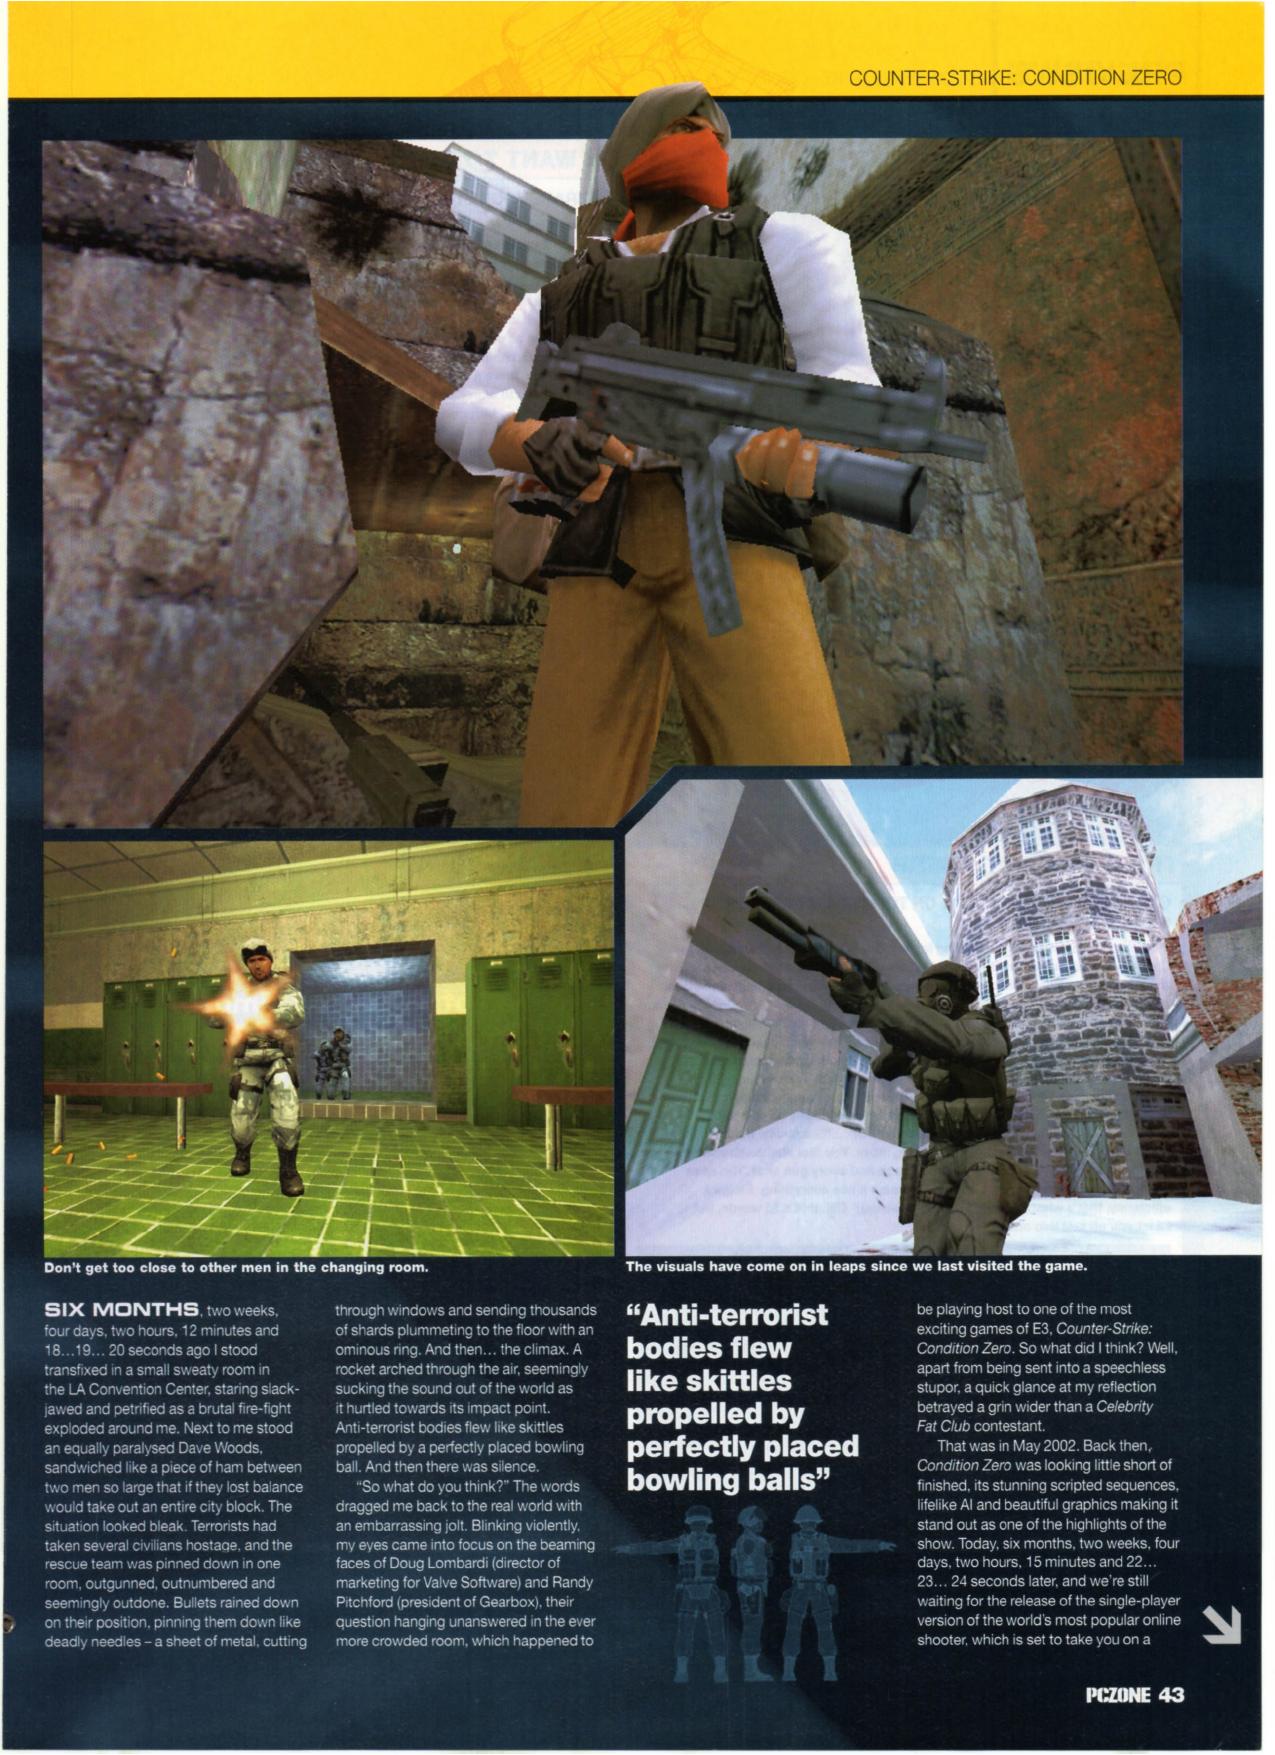 COUNTER-STRIKE: CONDITION ZERO
Don't get too close to other men in the changing room.
The visuals have come on in leaps since we last visited the game.
SIX MONTHS, two weeks,
four days, two hours, 12 minutes and
18...19... 20 seconds ago I stood
transfixed in a small sweaty room in
the LA Convention Center, staring slack-
jawed and petrified as a brutal fire-fight
exploded around me. Next to me stood
an equally paralysed Dave Woods,
sandwiched like a piece of ham between
two men so large that if they lost balance
would take out an entire city block. The
situation looked bleak. Terrorists had
taken several civilians hostage, and the
rescue team was pinned down in one
room, outgunned, outnumbered and
seemingly outdone. Bullets rained down
on their position, pinning them down like
deadly needles – a sheet of metal, cutting
through windows and sending thousands
of shards plummeting to the floor with an
ominous ring. And then... the climax. A
rocket arched through the air, seemingly
sucking the sound out of the world as
it hurtled towards its impact point.
Anti-terrorist bodies flew like skittles
propelled by a perfectly placed bowling
ball. And then there was silence.
“So what do you think?” The words
dragged me back to the real world with
an embarrassing jolt. Blinking violently,
my eyes came into focus on the beaming
faces of Doug Lombardi (director of
marketing for Valve Software) and Randy
Pitchford (president of Gearbox), their
question hanging unanswered in the ever
more crowded room, which happened to
“Anti-terrorist
bodies flew
like skittles
propelled by
perfectly placed
bowling balls”
be playing host to one of the most
exciting games of E3, Counter-Strike:
Condition Zero. So what did I think? Well,
apart from being sent into a speechless
stupor, a quick glance at my reflection
betrayed a grin wider than a Celebrity
Fat Club contestant.
That was in May 2002. Back then,
Condition Zero was looking little short of
finished, its stunning scripted sequences,
lifelike AI and beautiful graphics making it
stand out as one of the highlights of the
show. Today, six months, two weeks, four
days, two hours, 15 minutes and 22...
23... 24 seconds later, and we're still
waiting for the release of the single-player
version of the world's most popular online
shooter, which is set to take you on a
PCZONE 43